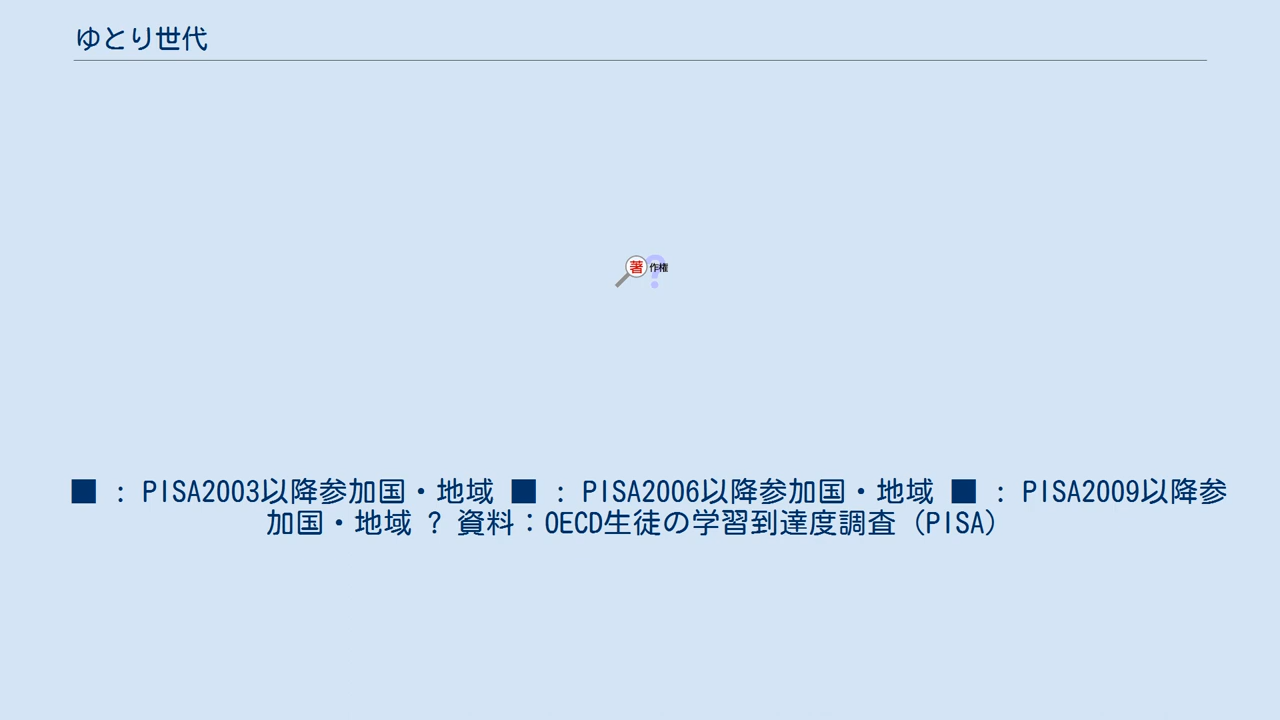 ゆとり世代
著作権
■ : PISA2003以降参加国・地域 ■ : PISA2006以降参加国・地域 ■ : PISA2009以降参
加国・地域 ? 資料：OECD生徒の学習到達度調査（PISA）